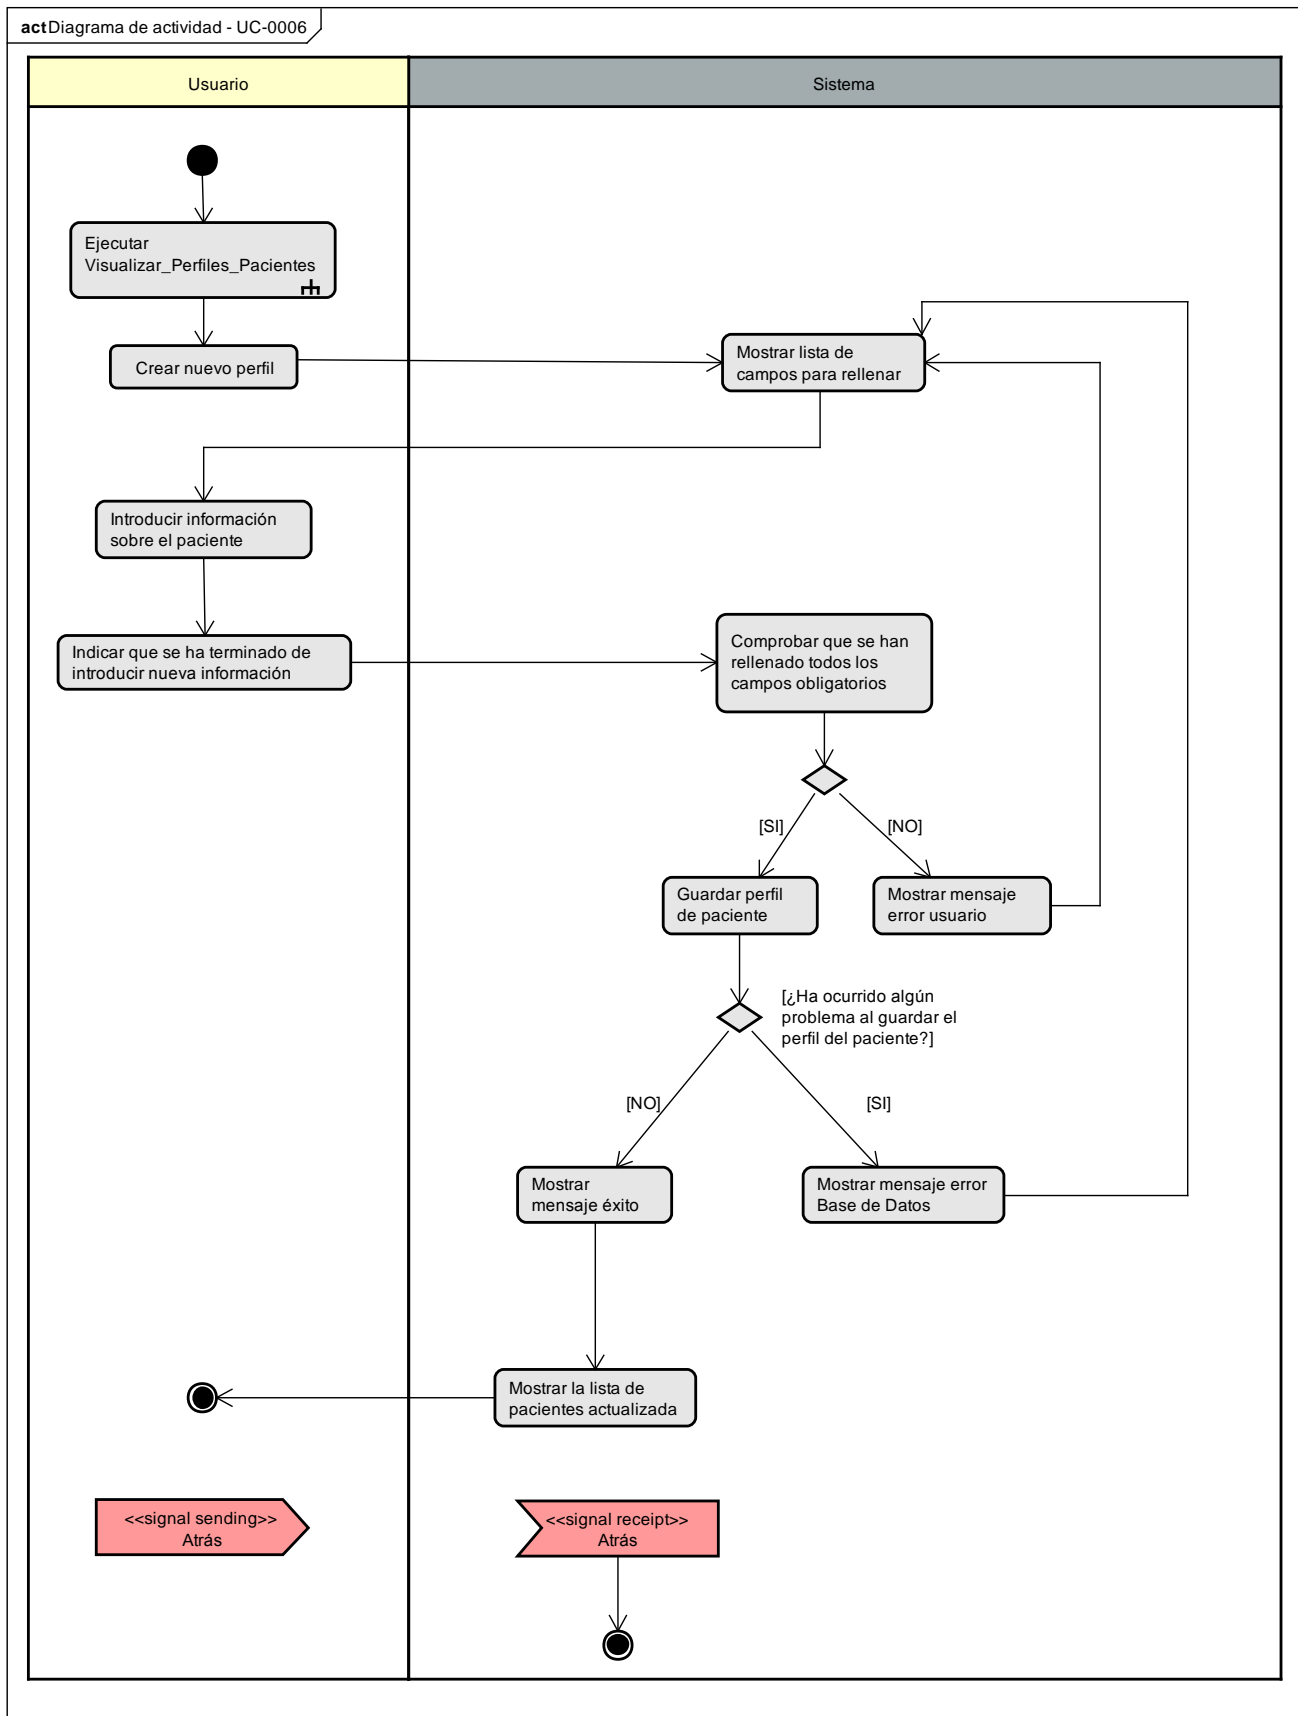 actDiagrama de actividad - UC-0006
Usuario
Sistema
Ejecutar
Visualizar_Perfiles_Pacientes
Crear nuevo perfil
Mostrar lista de
campos para rellenar
Introducir información
sobre el paciente
Indicar que se ha terminado de
introducir nueva información
Comprobar que se han
rellenado todos los
campos obligatorios
[SI]
[NO]
Guardar perfil
de paciente
Mostrar mensaje
error usuario
[¿Ha ocurrido algún
problema al guardar el
perfil del paciente?]
[NO]
[SI]
Mostrar
mensaje éxito
Mostrar mensaje error
Base de Datos
Mostrar la lista de
pacientes actualizada
<<signal sending>>
Atrás
<<signal receipt>>
Atrás